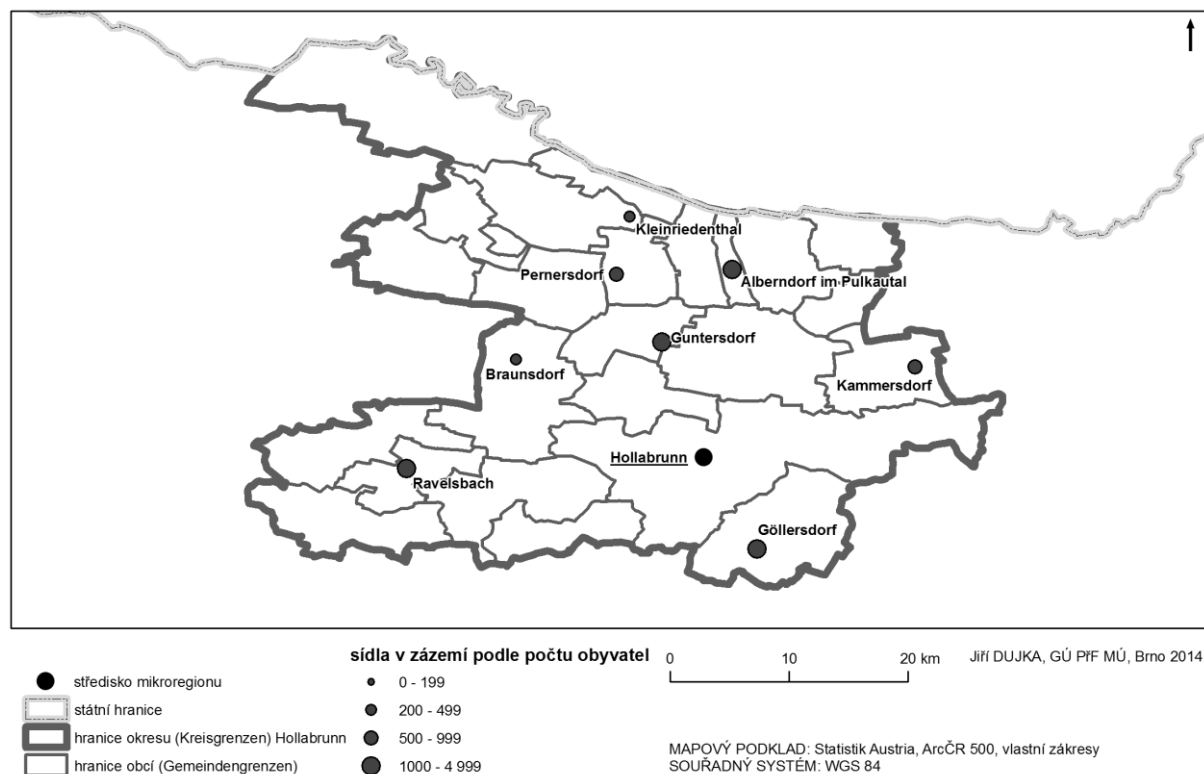 Kleinriedenthal
Pernersdorf
Alberndorf im Pulkautal
Guntersdorf
Braunsdorf
Kammersdorf
Hollabrunn
Ravelsbach
Göllersdorf
sídla v zázemí podle počtu obyvatel
středisko mikroregionu
státní hranice
hranice okresu (Kreisgrenzen) Hollabrunn
hranice obcí (Gemeindengrenzen)
0 - 199
200 - 499
500 - 999
1000 - 4 999
0 10 20 km
Jiří DUJKA, GÚ PřF MÚ, Brno 2014
MAPOVÝ PODKLAD: Statistik Austria, ArcČR 500, vlastní zákresy
SOUŘADNÝ SYSTÉM: WGS 84